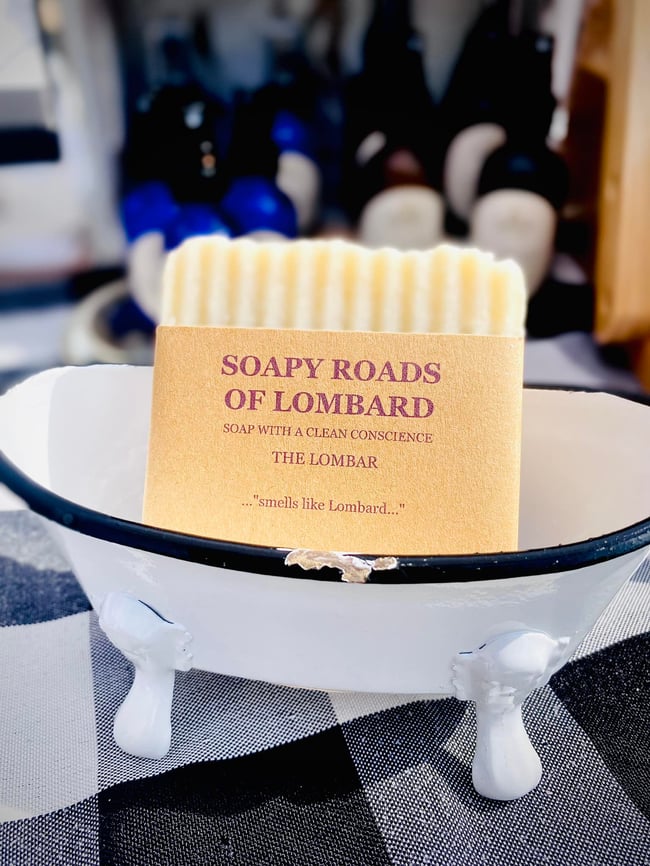 SOAPY ROADS
OF LOMBARD
SOAP WITH A CLEAN CONSCIENCE
THE LOMBAR
..."smells like Lombard..."